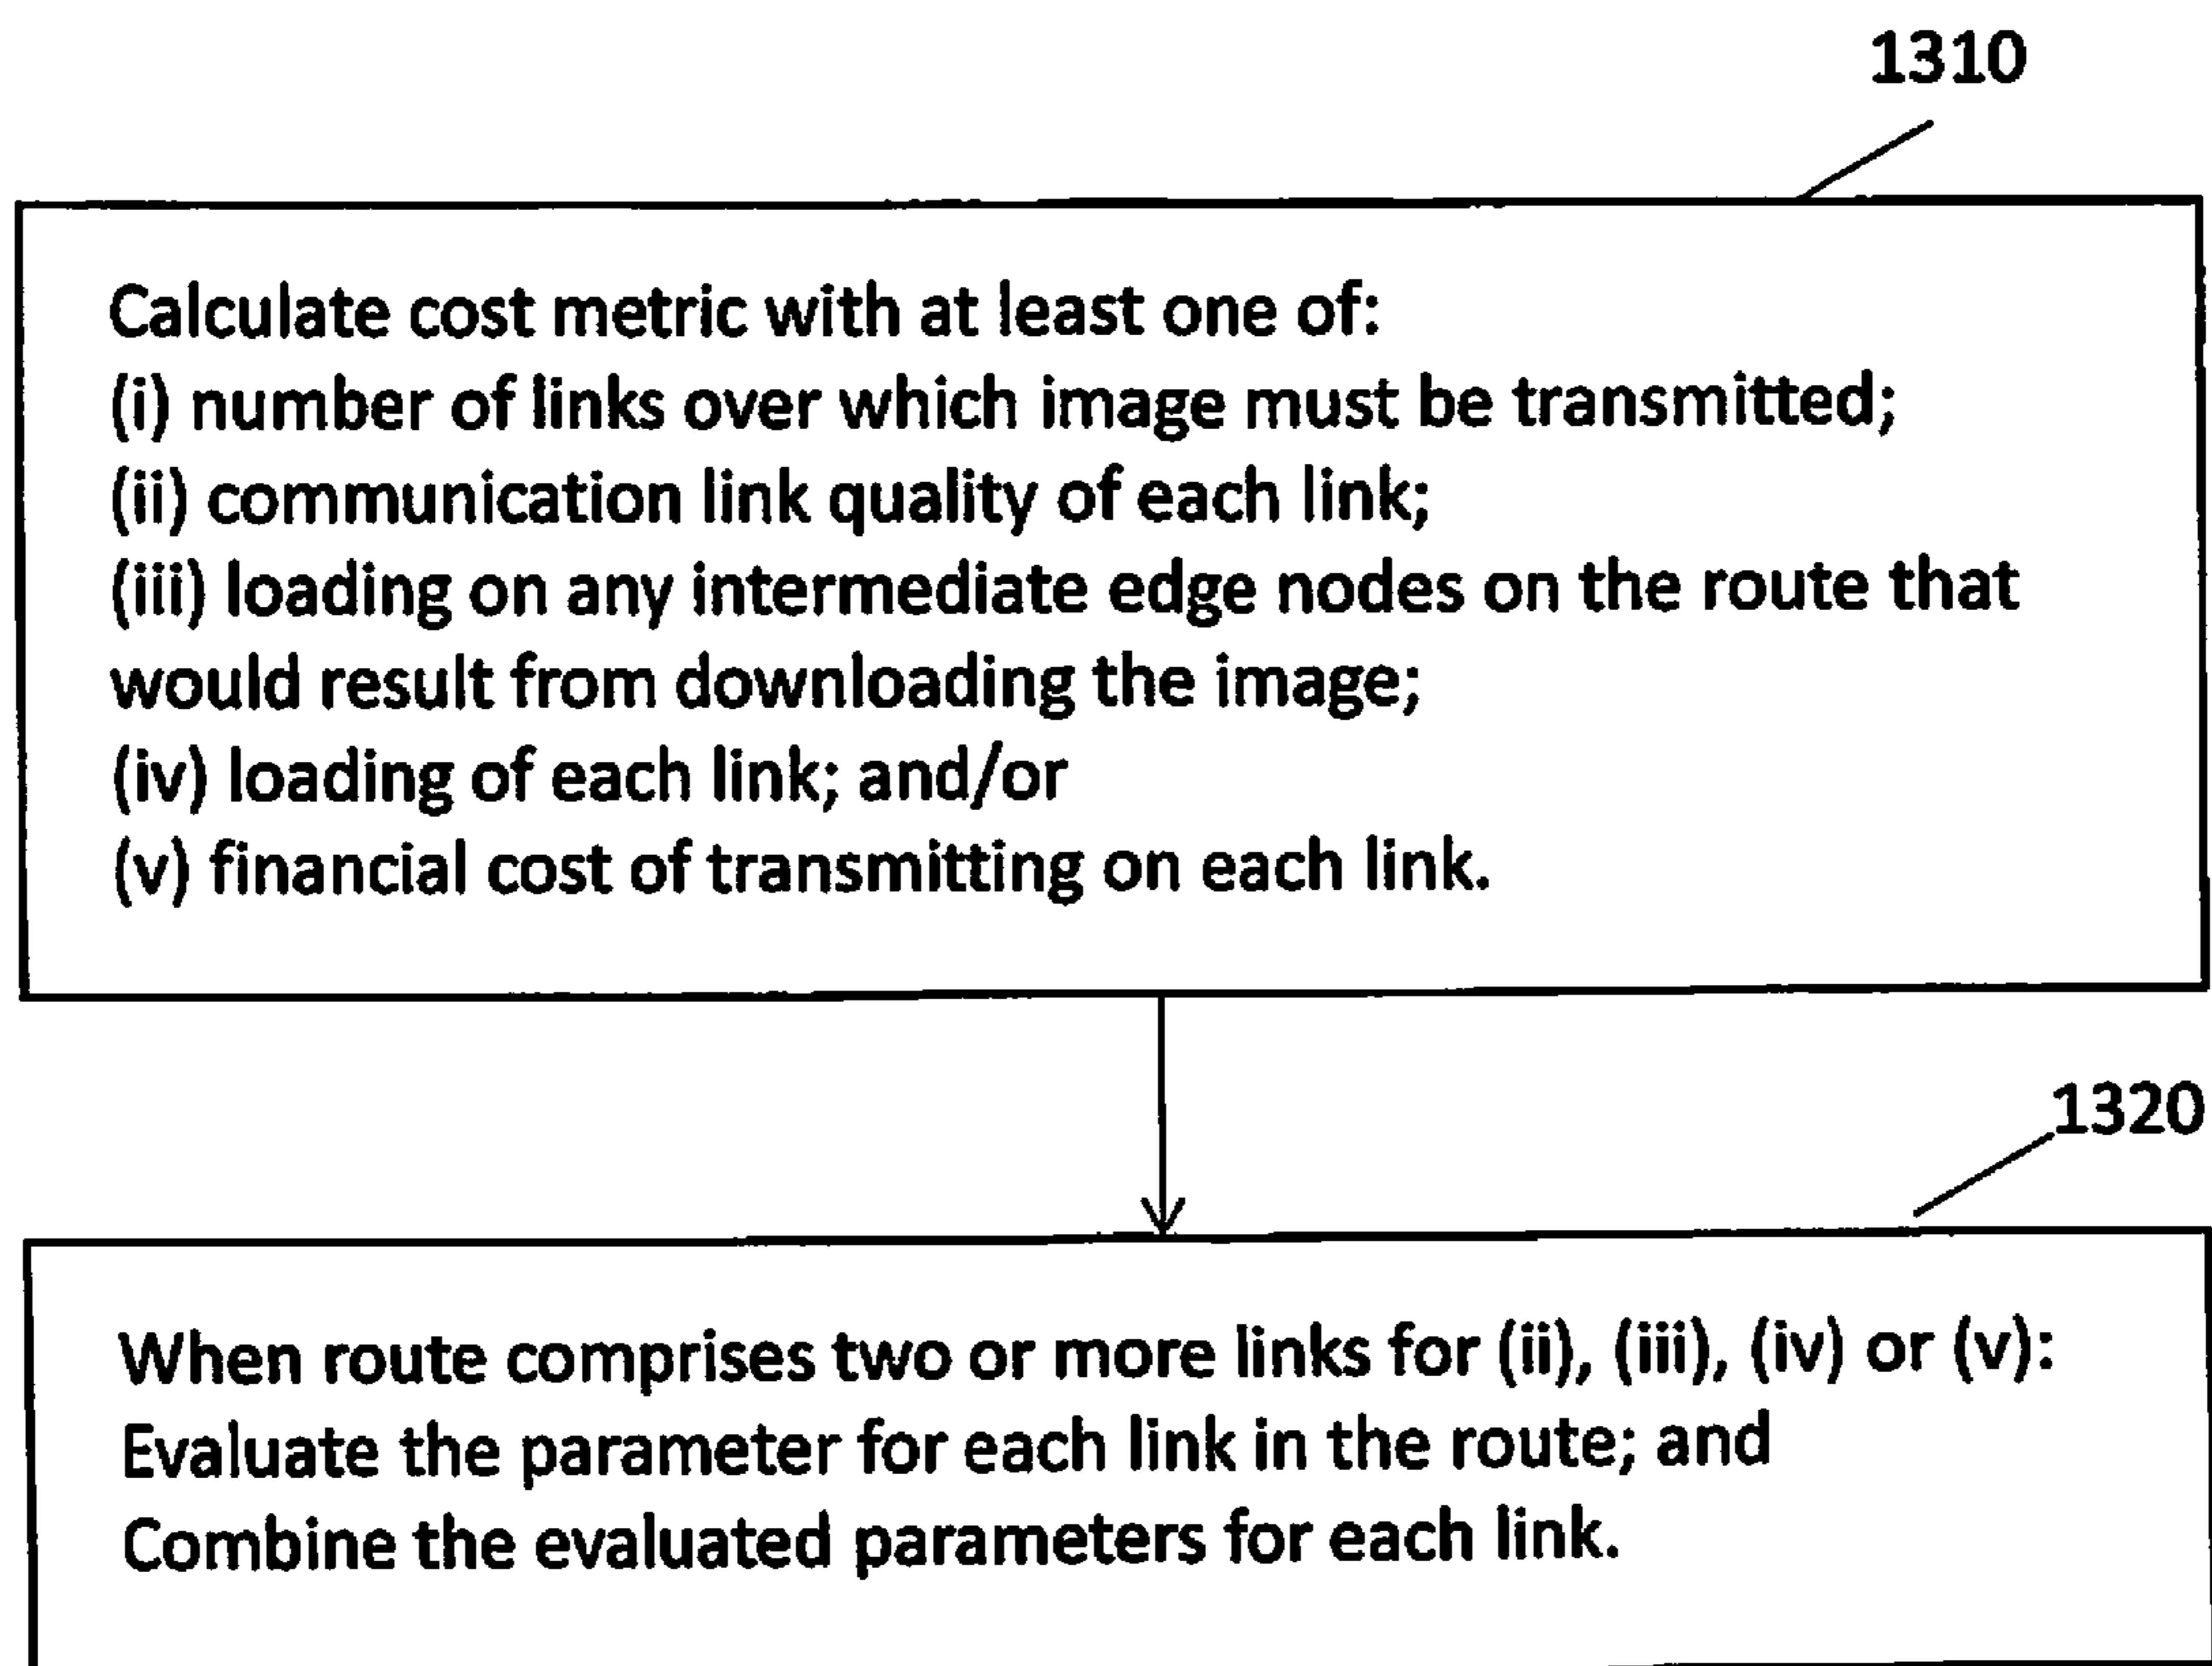 1310
Calculate cost metric with at least one of:
(i) number of links over which image must be transmitted;
(ii) communication link quality of each link;
(iii) loading on any intermediate edge nodes on the route that
would result from downloading the image;
(iv) loading of each link; and/or
(v) financial cost of transmitting on each link.
1320
When route comprises two or more links for (ii), (iii), (iv) or (v):
Evaluate the parameter for each link in the route; and
Combine the evaluated parameters for each link.